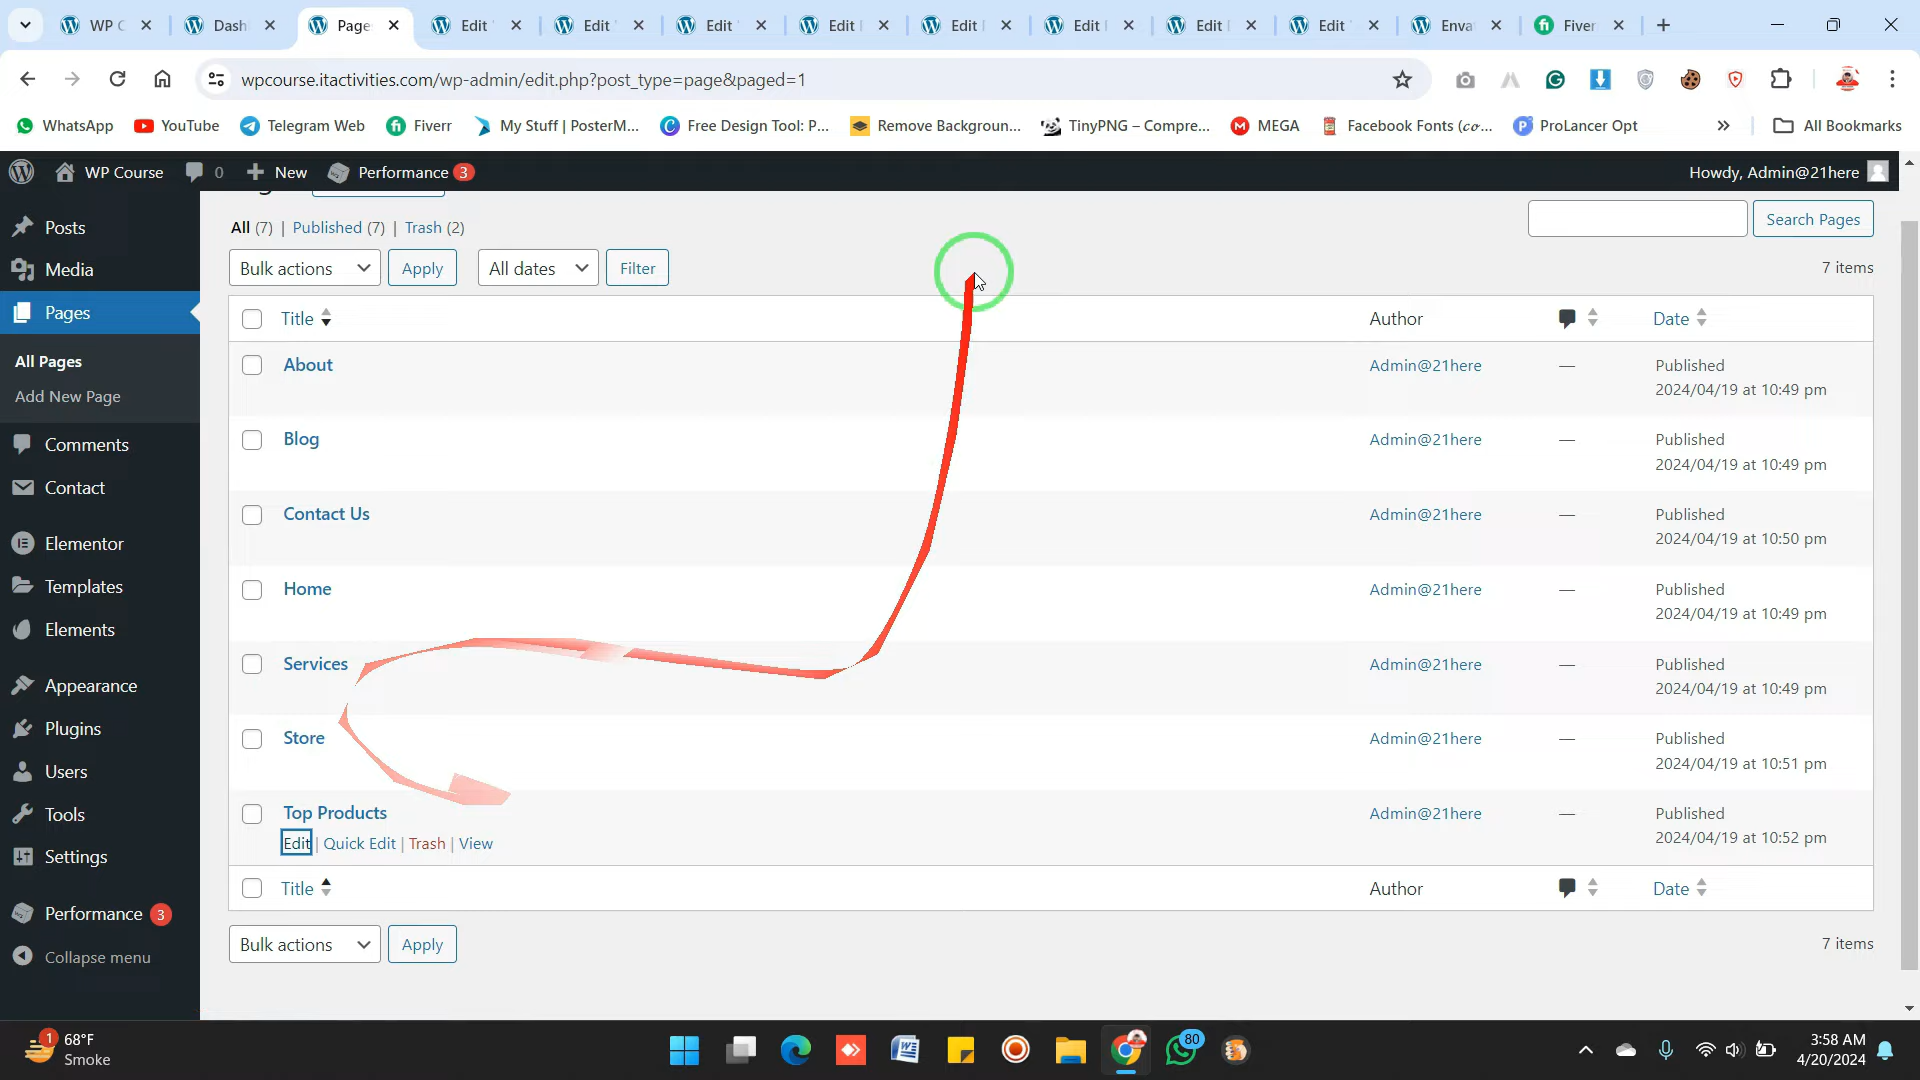 WP C
Dash
Page
Edit
Edit
Edit
Edit
Edit
Edit
Edit
Edit
Enva
Fiver
wpcourse.itactivities.com/wp-admin/edit.php?post_type=page&paged=1
WhatsApp
YouTube
Telegram Web
Fiverr
My Stuff | PosterM...
Free Design Tool: P...
Remove Backgroun...
TinyPNG – Compre...
MEGA
Facebook Fonts (𝒸ℴ...
ProLancer Opt
»
All Bookmarks
WP Course
0
New
Performance 3
Howdy, Admin@21here
Posts
Media
Pages
All Pages
Add New Page
Comments
Contact
Elementor
Templates
Elements
Appearance
Plugins
Users
Tools
Settings
Performance 3
Collapse menu
All (7) | Published (7) | Trash (2)
Search Pages
Bulk actions
Apply
All dates
Filter
7 items
Title
Author
Date
About
Admin@21here
—
Published
2024/04/19 at 10:49 pm
Blog
Admin@21here
—
Published
2024/04/19 at 10:49 pm
Contact Us
Admin@21here
—
Published
2024/04/19 at 10:50 pm
Home
Admin@21here
—
Published
2024/04/19 at 10:49 pm
Services
Admin@21here
—
Published
2024/04/19 at 10:49 pm
Store
Admin@21here
—
Published
2024/04/19 at 10:51 pm
Top Products
Edit | Quick Edit | Trash | View
Admin@21here
—
Published
2024/04/19 at 10:52 pm
Title
Author
Date
Bulk actions
Apply
7 items
1
68°F
Smoke
80
3:58 AM
4/20/2024